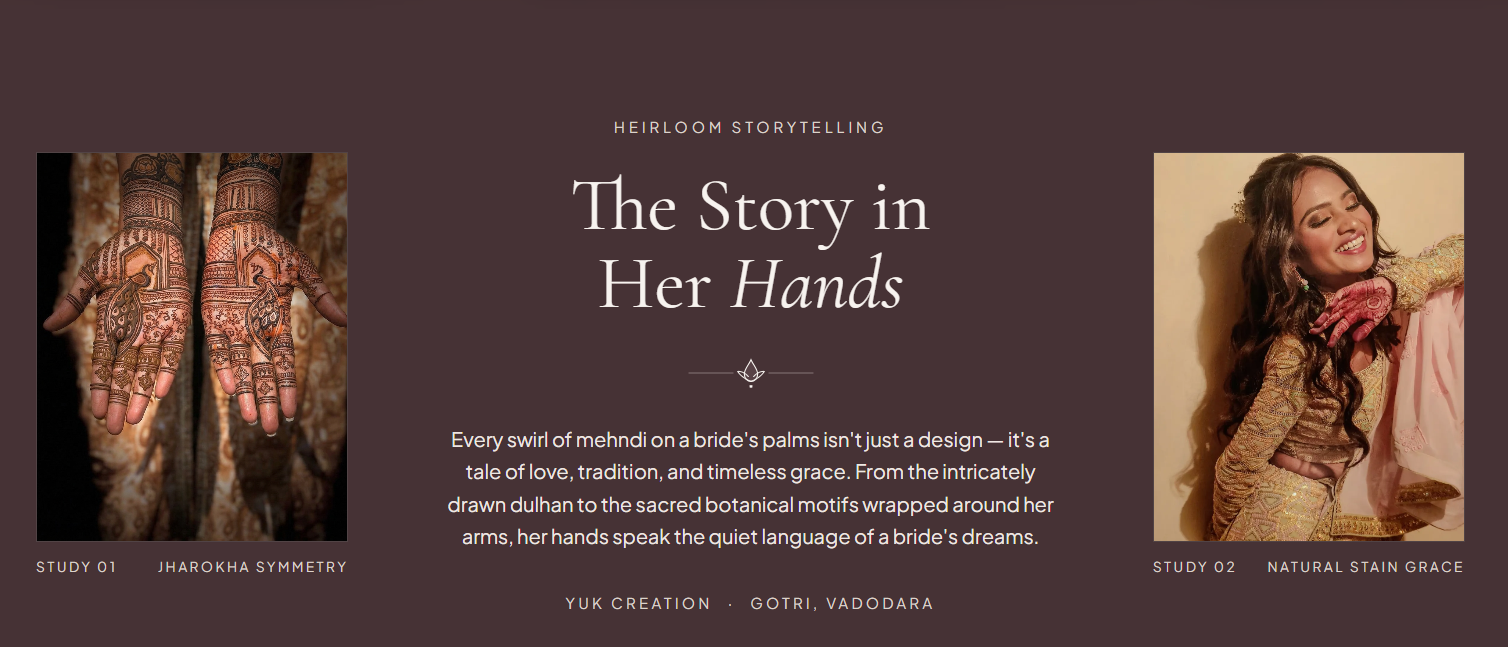 HEIRLOOM STORYTELLING
The Story in
Her Hands
Every swirl of mehndi on a bride's palms isn't just a design — it's a
tale of love, tradition, and timeless grace. From the intricately
drawn dulhan to the sacred botanical motifs wrapped around her
arms, her hands speak the quiet language of a bride's dreams.
STUDY 01 JHAROKHA SYMMETRY
STUDY 02 NATURAL STAIN GRACE
YUK CREATION · GOTRI, VADODARA